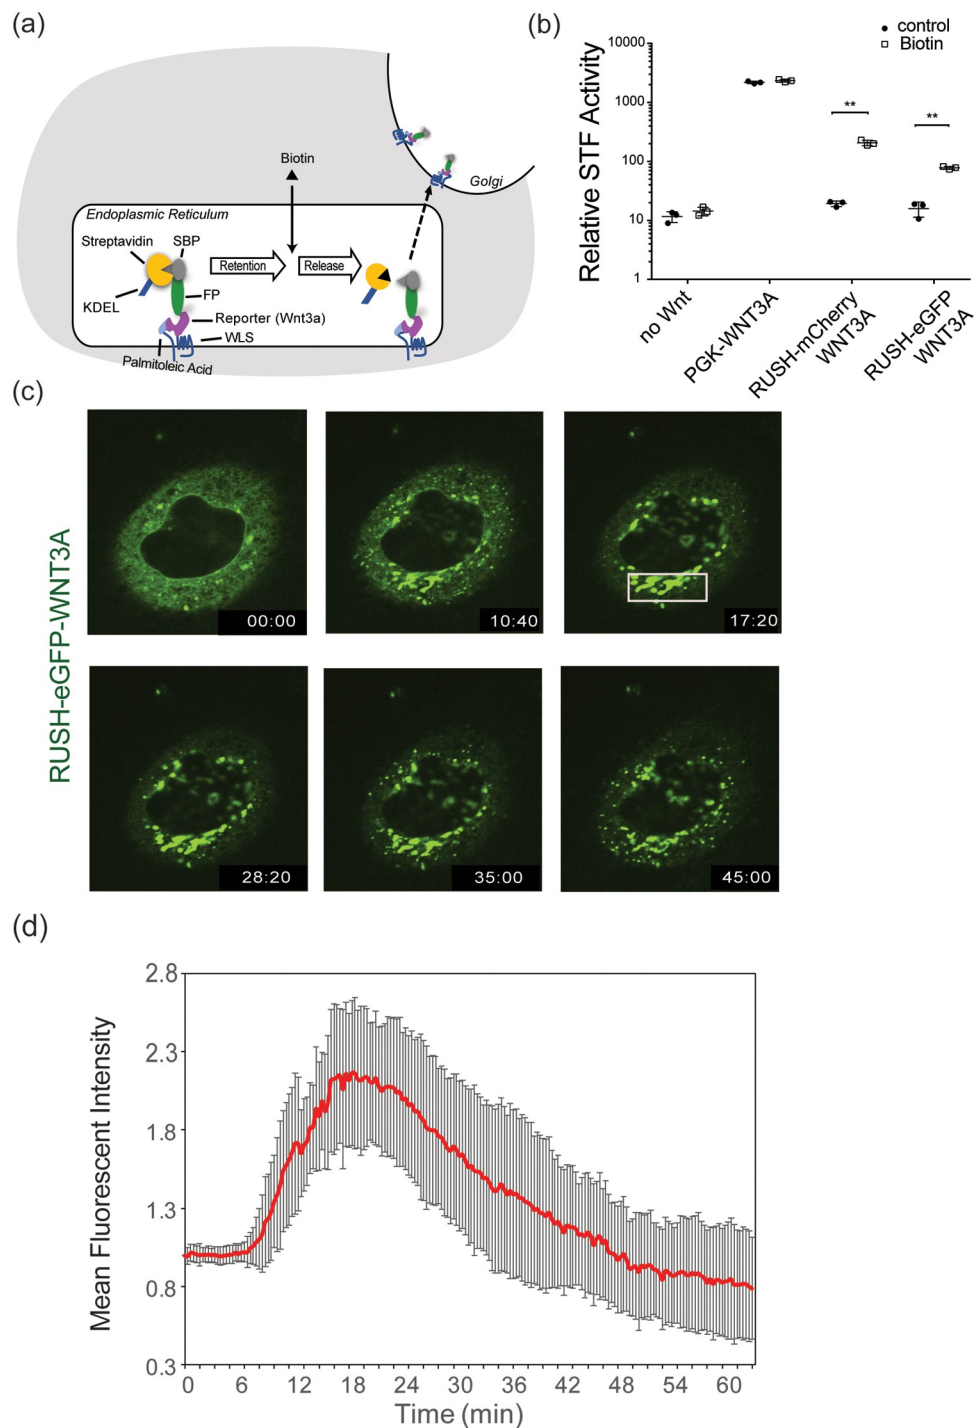 (a)
Biotin
Golgi
Endoplasmic Reticulum
Streptavidin
SBP
Retention
Release
KDEL
FP
Reporter (Wnt3a)
WLS
Palmitoleic Acid
(b)
control
Biotin
Relative STF Activity
10000
1000
100
10
1
**
**
no Wnt
PGK-WNT3A
RUSH-mCherry
WNT3A
RUSH-eGFP
WNT3A
(c)
RUSH-eGFP-WNT3A
00:00
10:40
17:20
28:20
35:00
45:00
(d)
Mean Fluorescent Intensity
2.8
2.3
1.8
1.3
0.8
0.3
0 6 12 18 24 30 36 42 48 54 60
Time (min)